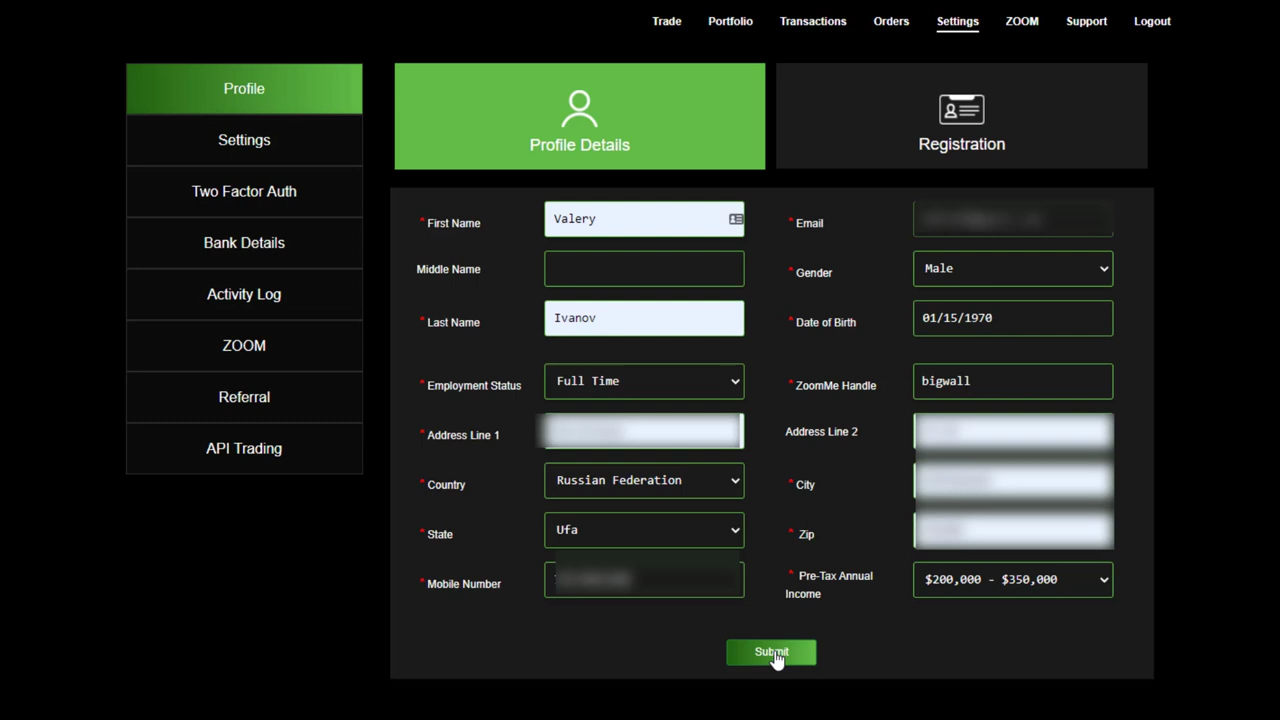 Trade Portfolio Transactions Orders Settings ZOOM Support Logout
Profile
Settings
Two Factor Auth
Bank Details
Activity Log
ZOOM
Referral
API Trading
Profile Details
Registration
* First Name Valery
* Email
Middle Name
* Gender Male
* Last Name Ivanov
* Date of Birth 01/15/1970
* Employment Status Full Time
* ZoomMe Handle bigwall
* Address Line 1
Address Line 2
* Country Russian Federation
* City
* State Ufa
* Zip
* Mobile Number
* Pre-Tax Annual
Income
$200,000 - $350,000
Submit